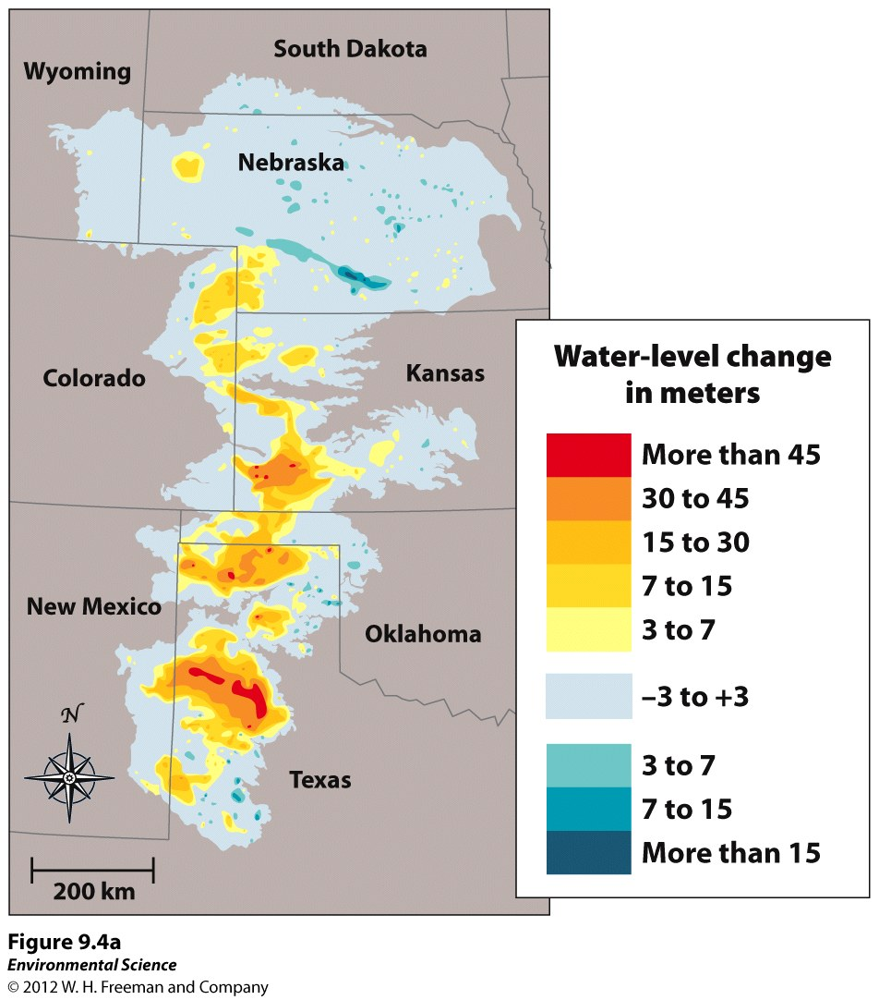 South Dakota
Wyoming
Nebraska
Colorado
Kansas
New Mexico
Oklahoma
Texas
N
200 km
Water-level change
in meters
More than 45
30 to 45
15 to 30
7 to 15
3 to 7
–3 to +3
3 to 7
7 to 15
More than 15
Figure 9.4a
Environmental Science
© 2012 W. H. Freeman and Company